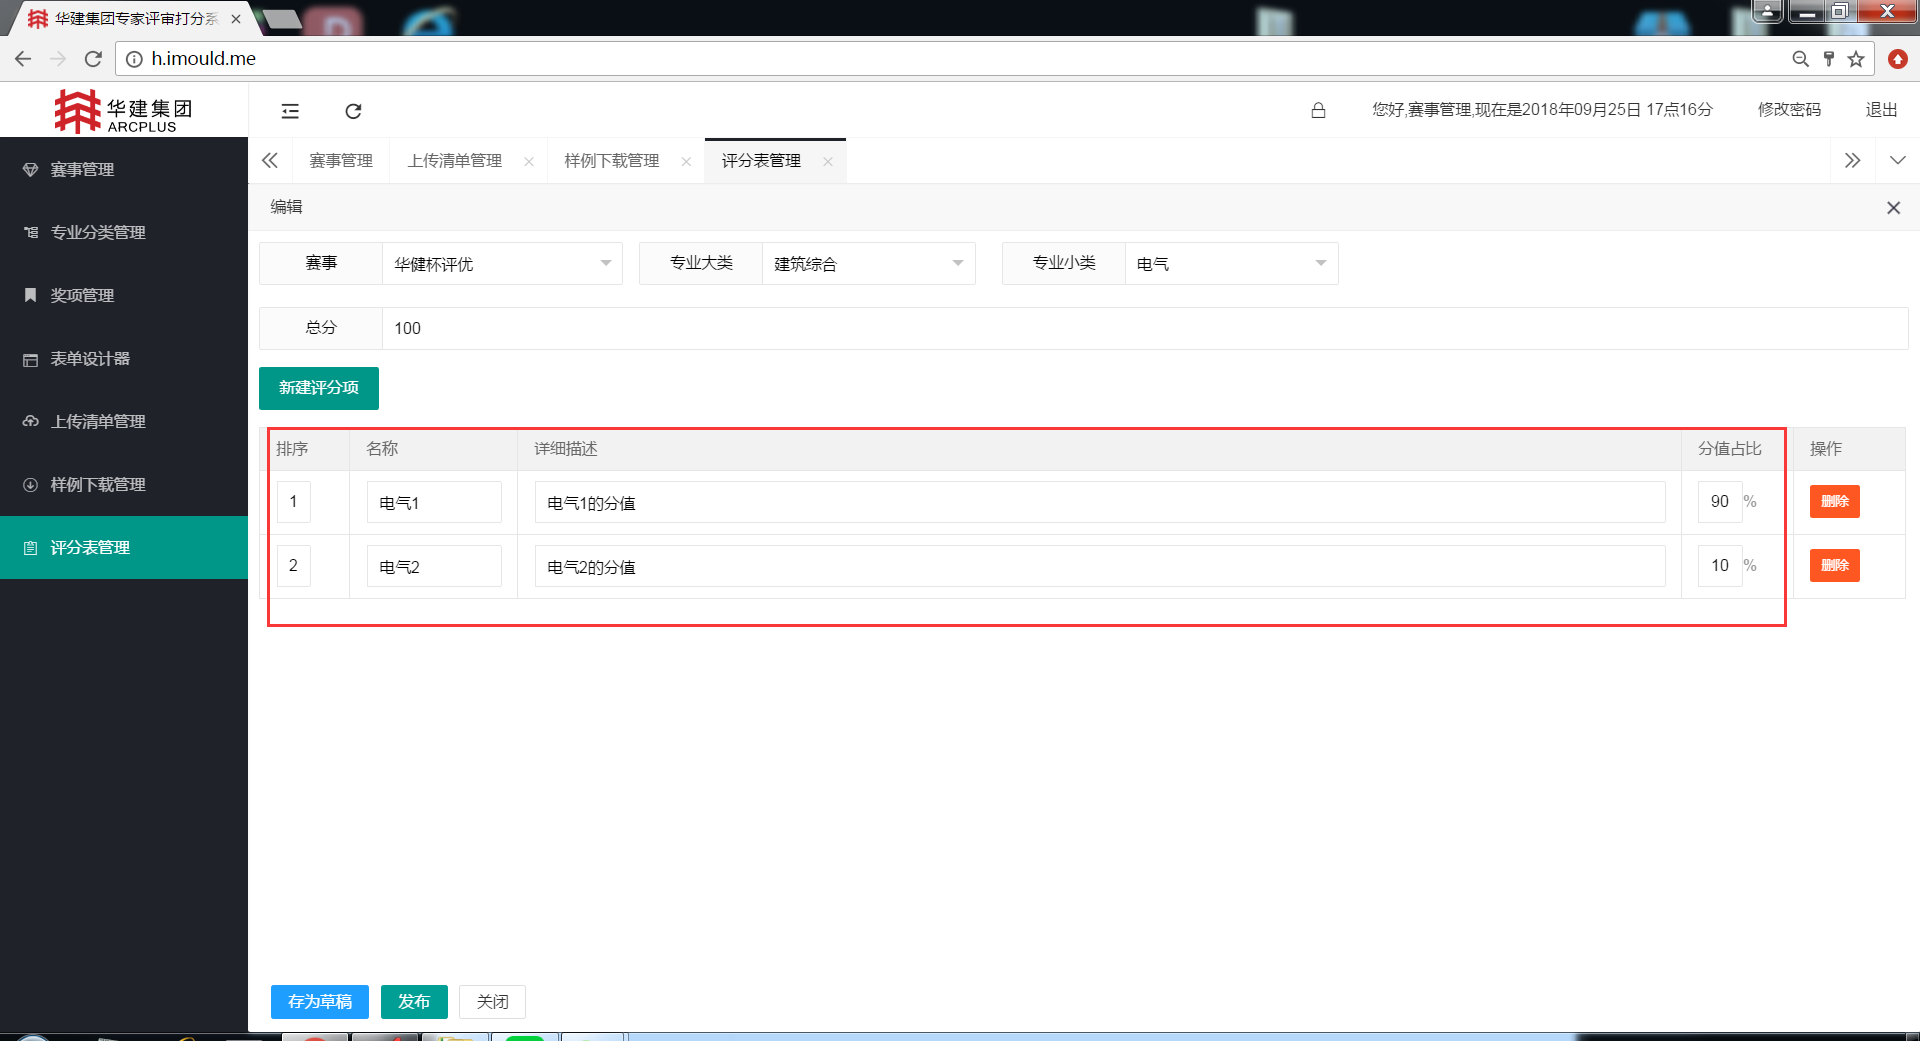 华建集团专家评审打分系
h.imould.me
华建集团
ARCPLUS
您好,赛事管理,现在是2018年09月25日 17点16分
修改密码
退出
赛事管理
专业分类管理
奖项管理
表单设计器
上传清单管理
样例下载管理
评分表管理
赛事管理
上传清单管理
样例下载管理
评分表管理
编辑
赛事 华健杯评优
专业大类 建筑综合
专业小类 电气
总分 100
新建评分项
排序 名称 详细描述 分值占比 操作
1 电气1 电气1的分值 90 % 删除
2 电气2 电气2的分值 10 % 删除
存为草稿 发布 关闭